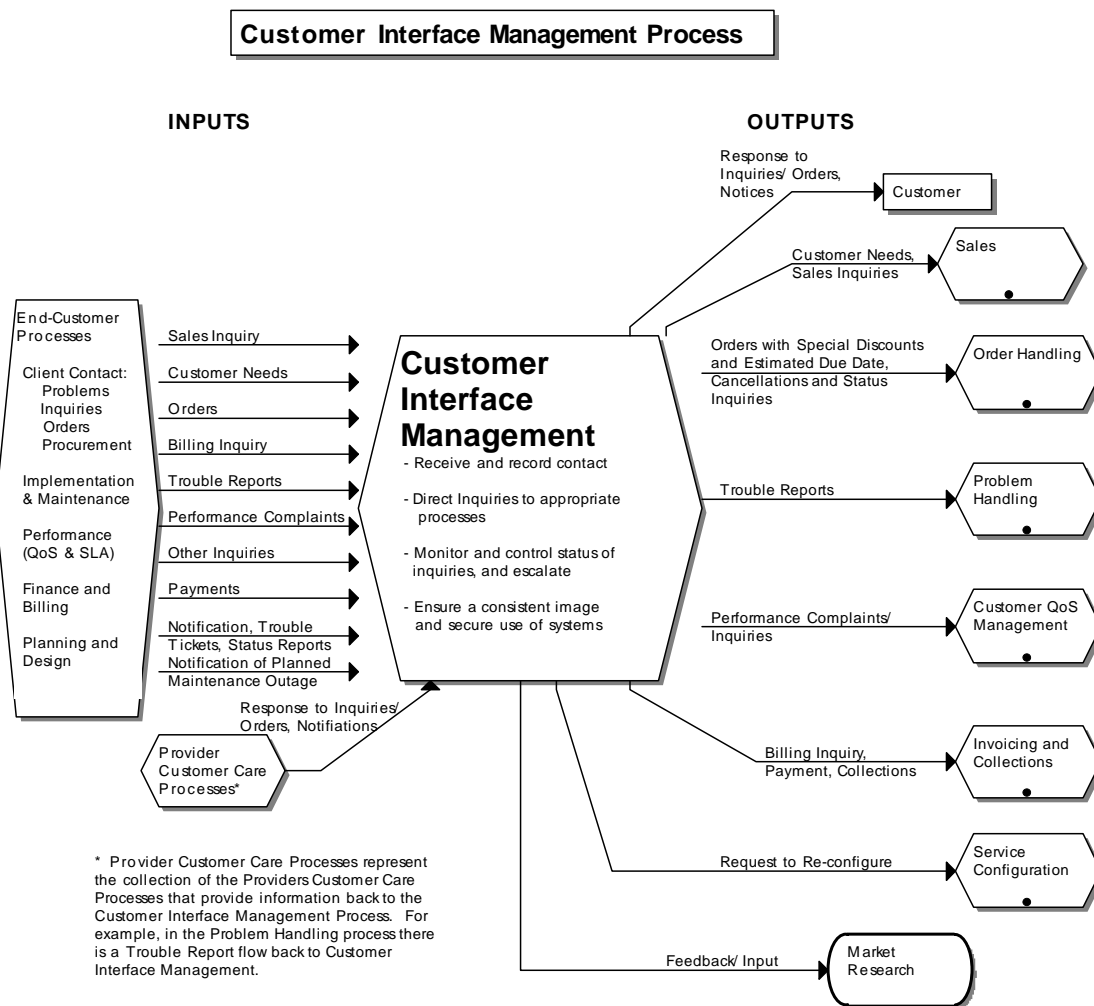 Customer Interface Management Process
INPUTS
OUTPUTS
End-Customer
Processes
Client Contact:
Problems
Inquiries
Orders
Procurement
Implementation
& Maintenance
Performance
(QoS & SLA)
Finance and
Billing
Planning and
Design
Sales Inquiry
Customer Needs
Orders
Billing Inquiry
Trouble Reports
Performance Complaints
Other Inquiries
Payments
Notification, Trouble
Tickets, Status Reports
Notification of Planned
Maintenance Outage
Response to Inquiries/
Orders, Notifiations
Provider
Customer Care
Processes*
Customer
Interface
Management
- Receive and record contact
- Direct Inquiries to appropriate
processes
- Monitor and control status of
inquiries, and escalate
- Ensure a consistent image
and secure use of systems
Response to
Inquiries/ Orders,
Notices
Customer
Customer Needs,
Sales Inquiries
Sales
Orders with Special Discounts
and Estimated Due Date,
Cancellations and Status
Inquiries
Order Handling
Trouble Reports
Problem
Handling
Performance Complaints/
Inquiries
Customer QoS
Management
Billing Inquiry,
Payment, Collections
Invoicing and
Collections
Request to Re-configure
Service
Configuration
Feedback/ Input
Market
Research
* Provider Customer Care Processes represent
the collection of the Providers Customer Care
Processes that provide information back to the
Customer Interface Management Process. For
example, in the Problem Handling process there
is a Trouble Report flow back to Customer
Interface Management.